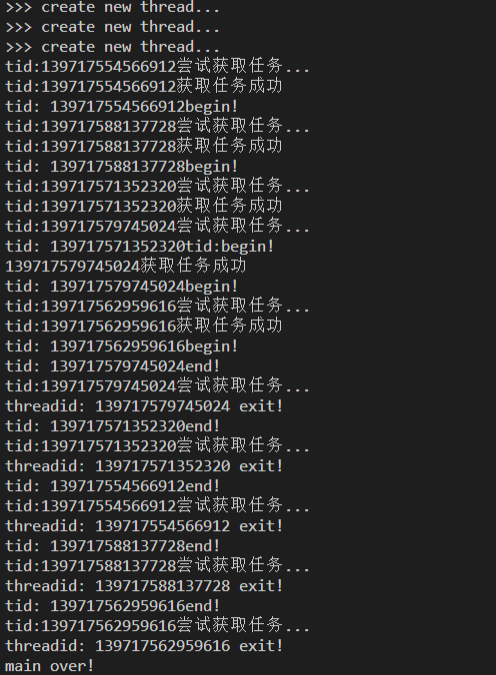 >>> create new thread...
>>> create new thread...
>>> create new thread...
tid:139717554566912尝试获取任务...
tid:139717554566912获取任务成功
tid: 139717554566912begin!
tid:139717588137728尝试获取任务...
tid:139717588137728获取任务成功
tid: 139717588137728begin!
tid:139717571352320尝试获取任务...
tid:139717571352320获取任务成功
tid:139717579745024尝试获取任务...
tid: 139717571352320tid:begin!
139717579745024获取任务成功
tid: 139717579745024begin!
tid:139717562959616尝试获取任务...
tid:139717562959616获取任务成功
tid: 139717562959616begin!
tid: 139717579745024end!
tid:139717579745024尝试获取任务...
threadid: 139717579745024 exit!
tid: 139717571352320end!
tid:139717571352320尝试获取任务...
threadid: 139717571352320 exit!
tid: 139717554566912end!
tid:139717554566912尝试获取任务...
threadid: 139717554566912 exit!
tid: 139717588137728end!
tid:139717588137728尝试获取任务...
threadid: 139717588137728 exit!
tid: 139717562959616end!
tid:139717562959616尝试获取任务...
threadid: 139717562959616 exit!
main over!